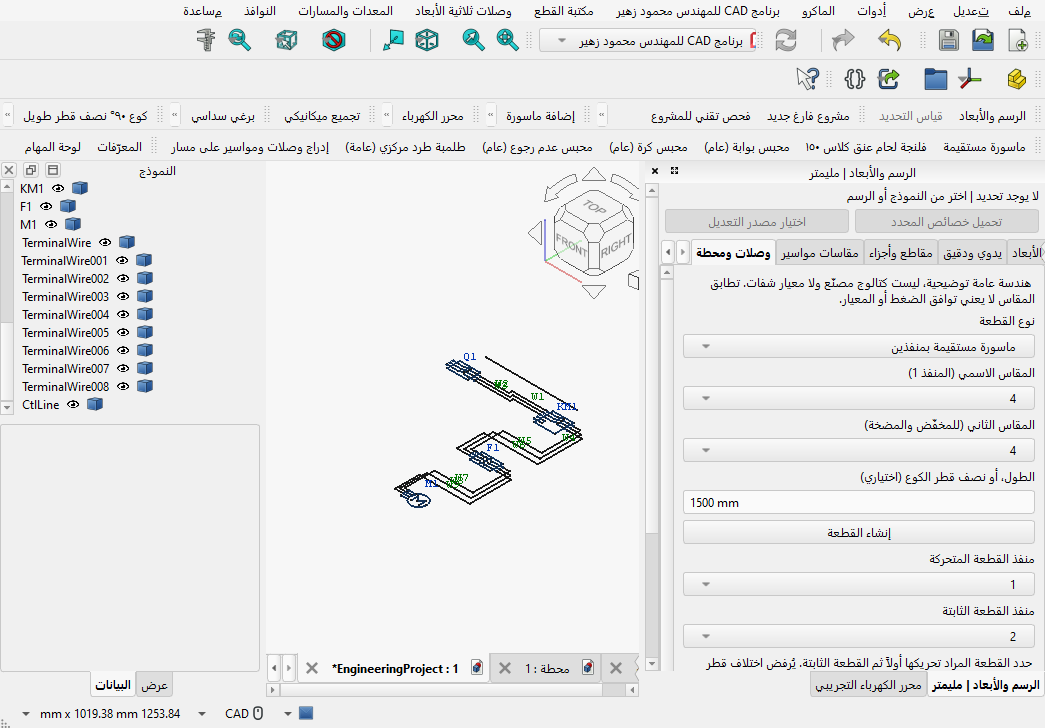 ملف
تعديل
عرض
أدوات
الماكرو
برنامج CAD للمهندس محمود زهير
مكتبة القطع
وصلات ثلاثية الأبعاد
المعدات والمسارات
النوافذ
مساعدة
برنامج CAD للمهندس محمود زهير
الرسم والأبعاد
قياس التحديد
مشروع فارغ جديد
فحص تقني للمشروع
إضافة ماسورة
محرر الكهرباء
تجميع ميكانيكي
برغي سداسي
كوع ٩٠° نصف قطر طويل
ماسورة مستقيمة
فلنجة لحام عنق كلاس ١٥٠
محبس بوابة (عام)
محبس كرة (عام)
محبس عدم رجوع (عام)
طلمبة طرد مركزي (عامة)
إدراج وصلات ومواسير على مسار
المعرّفات
لوحة المهام
الرسم والأبعاد | مليمتر
لا يوجد تحديد | اختر من النموذج أو الرسم
تحميل خصائص المحدد
اختيار مصدر التعديل
الأبعاد
يدوي ودقيق
مقاطع وأجزاء
مقاسات مواسير
وصلات ومحطة
هندسة عامة توضيحية، ليست كتالوج مصنّع ولا معيار شفات. تطابق
المقاس لا يعني توافق الضغط أو المعيار.
نوع القطعة
ماسورة مستقيمة بمنفذين
المقاس الاسمي (المنفذ 1)
4
المقاس الثاني (للمخفّض والمضخة)
4
الطول، أو نصف قطر الكوع (اختياري)
1500 mm
إنشاء القطعة
منفذ القطعة المتحركة
1
منفذ القطعة الثابتة
2
حدد القطعة المراد تحريكها أولاً ثم القطعة الثابتة. يُرفض اختلاف قطر
الرسم والأبعاد | مليمتر
محرر الكهرباء التجريبي
النموذج
KM1
F1
M1
TerminalWire
TerminalWire001
TerminalWire002
TerminalWire003
TerminalWire004
TerminalWire005
TerminalWire006
TerminalWire007
TerminalWire008
CtlLine
عرض
البيانات
TOP
FRONT
RIGHT
Q1
W1
KM1
F1
M
محطة : 1
EngineeringProject : 1*
CAD
1253.84 mm x 1019.38 mm